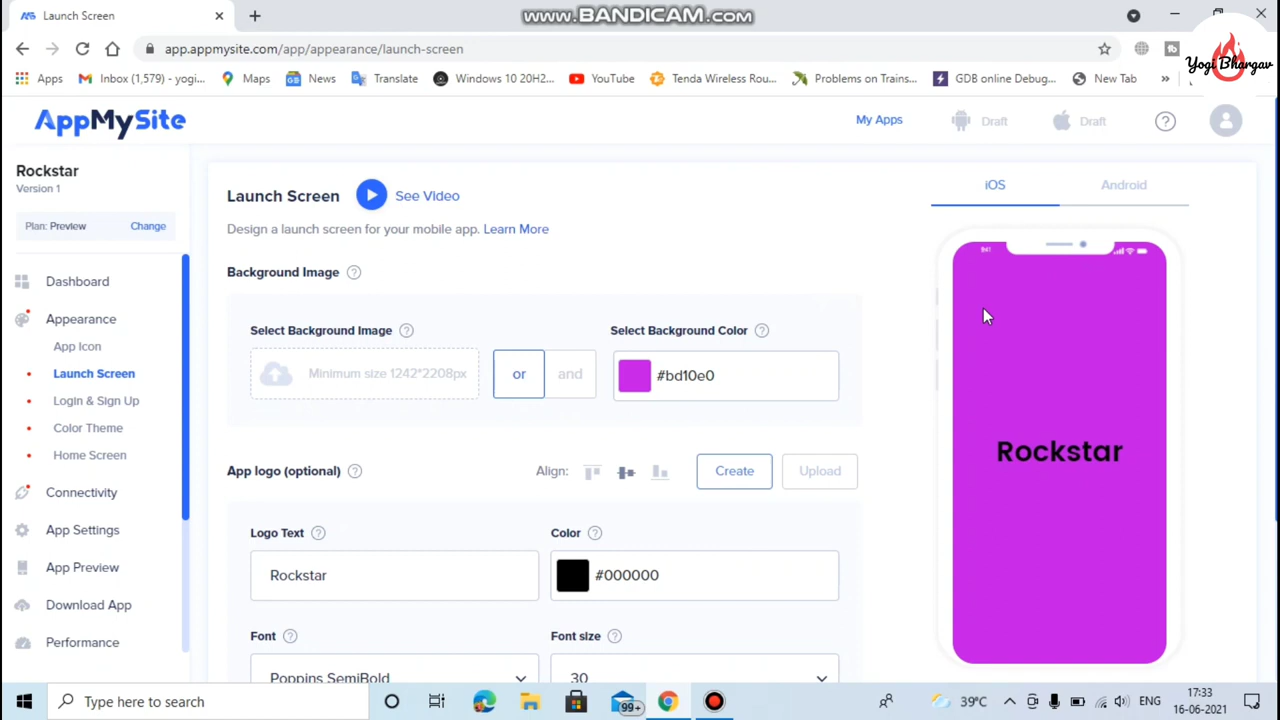 Launch Screen
www.BANDICAM.com
app.appmysite.com/app/appearance/launch-screen
Yogi Bhargav
Apps
Inbox (1,579) - yogi...
Maps
News
Translate
Windows 10 20H2...
YouTube
Tenda Wireless Rou...
Problems on Trains...
GDB online Debug...
New Tab
AppMySite
My Apps
Draft
Draft
Rockstar
Version 1
Plan: Preview
Change
Dashboard
Appearance
App Icon
Launch Screen
Login & Sign Up
Color Theme
Home Screen
Connectivity
App Settings
App Preview
Download App
Performance
Launch Screen
See Video
Design a launch screen for your mobile app. Learn More
Background Image
Select Background Image
Select Background Color
Minimum size 1242*2208px
or
and
#bd10e0
App logo (optional)
Align:
Create
Upload
Logo Text
Color
Rockstar
#000000
Font
Font size
Poppins SemiBold
30
iOS
Android
9:41
Rockstar
Type here to search
99+
39°C
ENG
17:33
16-06-2021